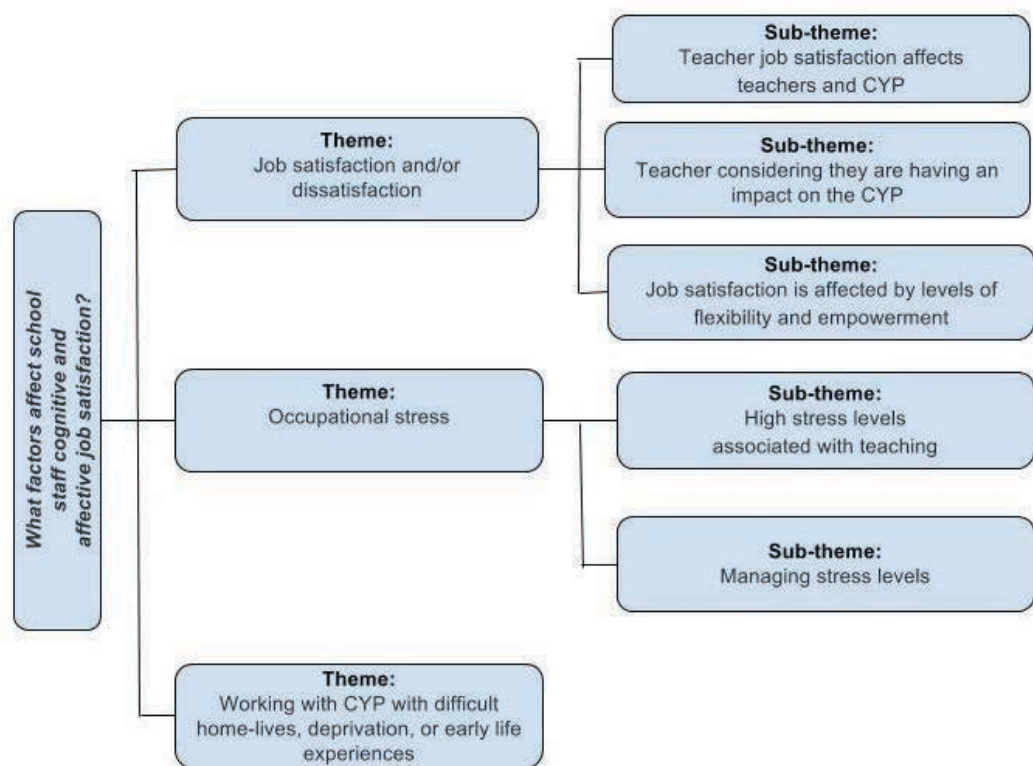 What factors affect school
staff cognitive and
affective job satisfaction?
Theme:
Job satisfaction and/or
dissatisfaction
Sub-theme:
Teacher job satisfaction affects
teachers and CYP
Sub-theme:
Teacher considering they are having an
impact on the CYP
Sub-theme:
Job satisfaction is affected by levels of
flexibility and empowerment
Theme:
Occupational stress
Sub-theme:
High stress levels
associated with teaching
Sub-theme:
Managing stress levels
Theme:
Working with CYP with difficult
home-lives, deprivation, or early life
experiences